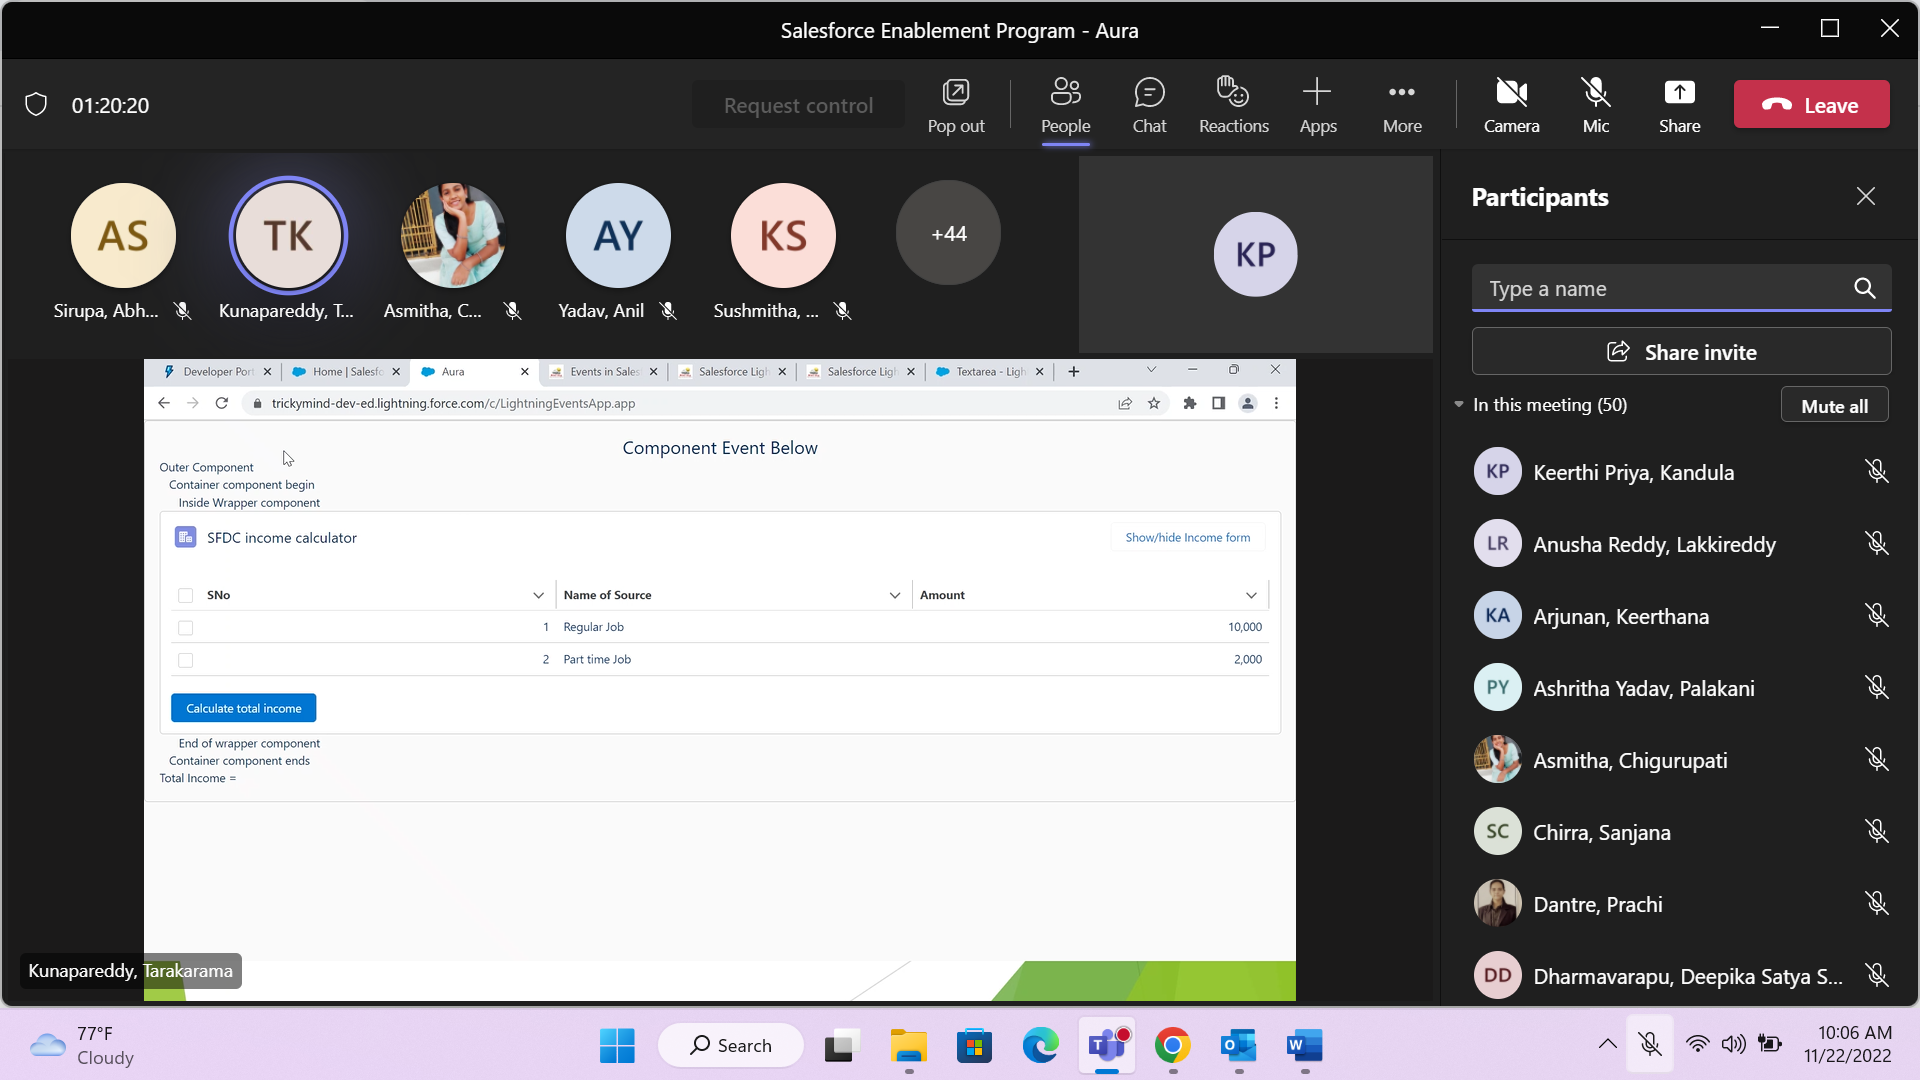 Salesforce Enablement Program - Aura
01:20:20
Request control
Pop out
People
Chat
Reactions
Apps
More
Camera
Mic
Share
Leave
AS
TK
AY
KS
+44
KP
Sirupa, Abh...
Kunapareddy, T...
Asmitha, C...
Yadav, Anil
Sushmitha, ...
Participants
Type a name
Share invite
In this meeting (50)
Mute all
KP Keerthi Priya, Kandula
LR Anusha Reddy, Lakkireddy
KA Arjunan, Keerthana
PY Ashritha Yadav, Palakani
Asmitha, Chigurupati
SC Chirra, Sanjana
Dantre, Prachi
DD Dharmavarapu, Deepika Satya S...
Developer Port
Home | Salesfo
Aura
Events in Sales
Salesforce Ligh
Salesforce Ligh
Textarea - Ligh
trickymind-dev-ed.lightning.force.com/c/LightningEventsApp.app
Component Event Below
Outer Component
Container component begin
Inside Wrapper component
SFDC income calculator
Show/hide Income form
SNo Name of Source Amount
1 Regular Job 10,000
2 Part time Job 2,000
Calculate total income
End of wrapper component
Container component ends
Total Income =
Kunapareddy, Tarakarama
77°F
Cloudy
Search
10:06 AM
11/22/2022